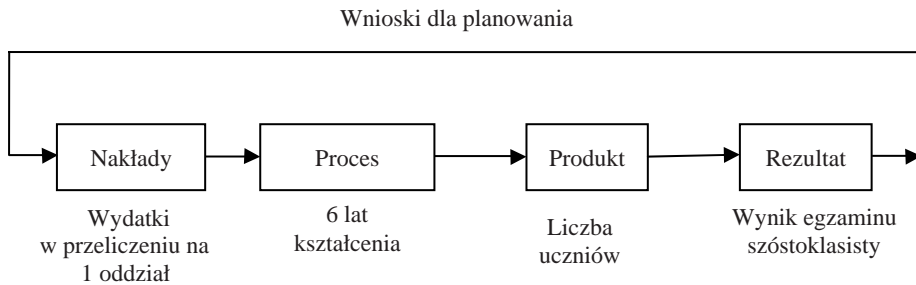 Wnioski dla planowania
Nakłady
Proces
Produkt
Rezultat
Wydatki
w przeliczeniu na
1 oddział
6 lat
kształcenia
Liczba
uczniów
Wynik egzaminu
szóstoklasisty